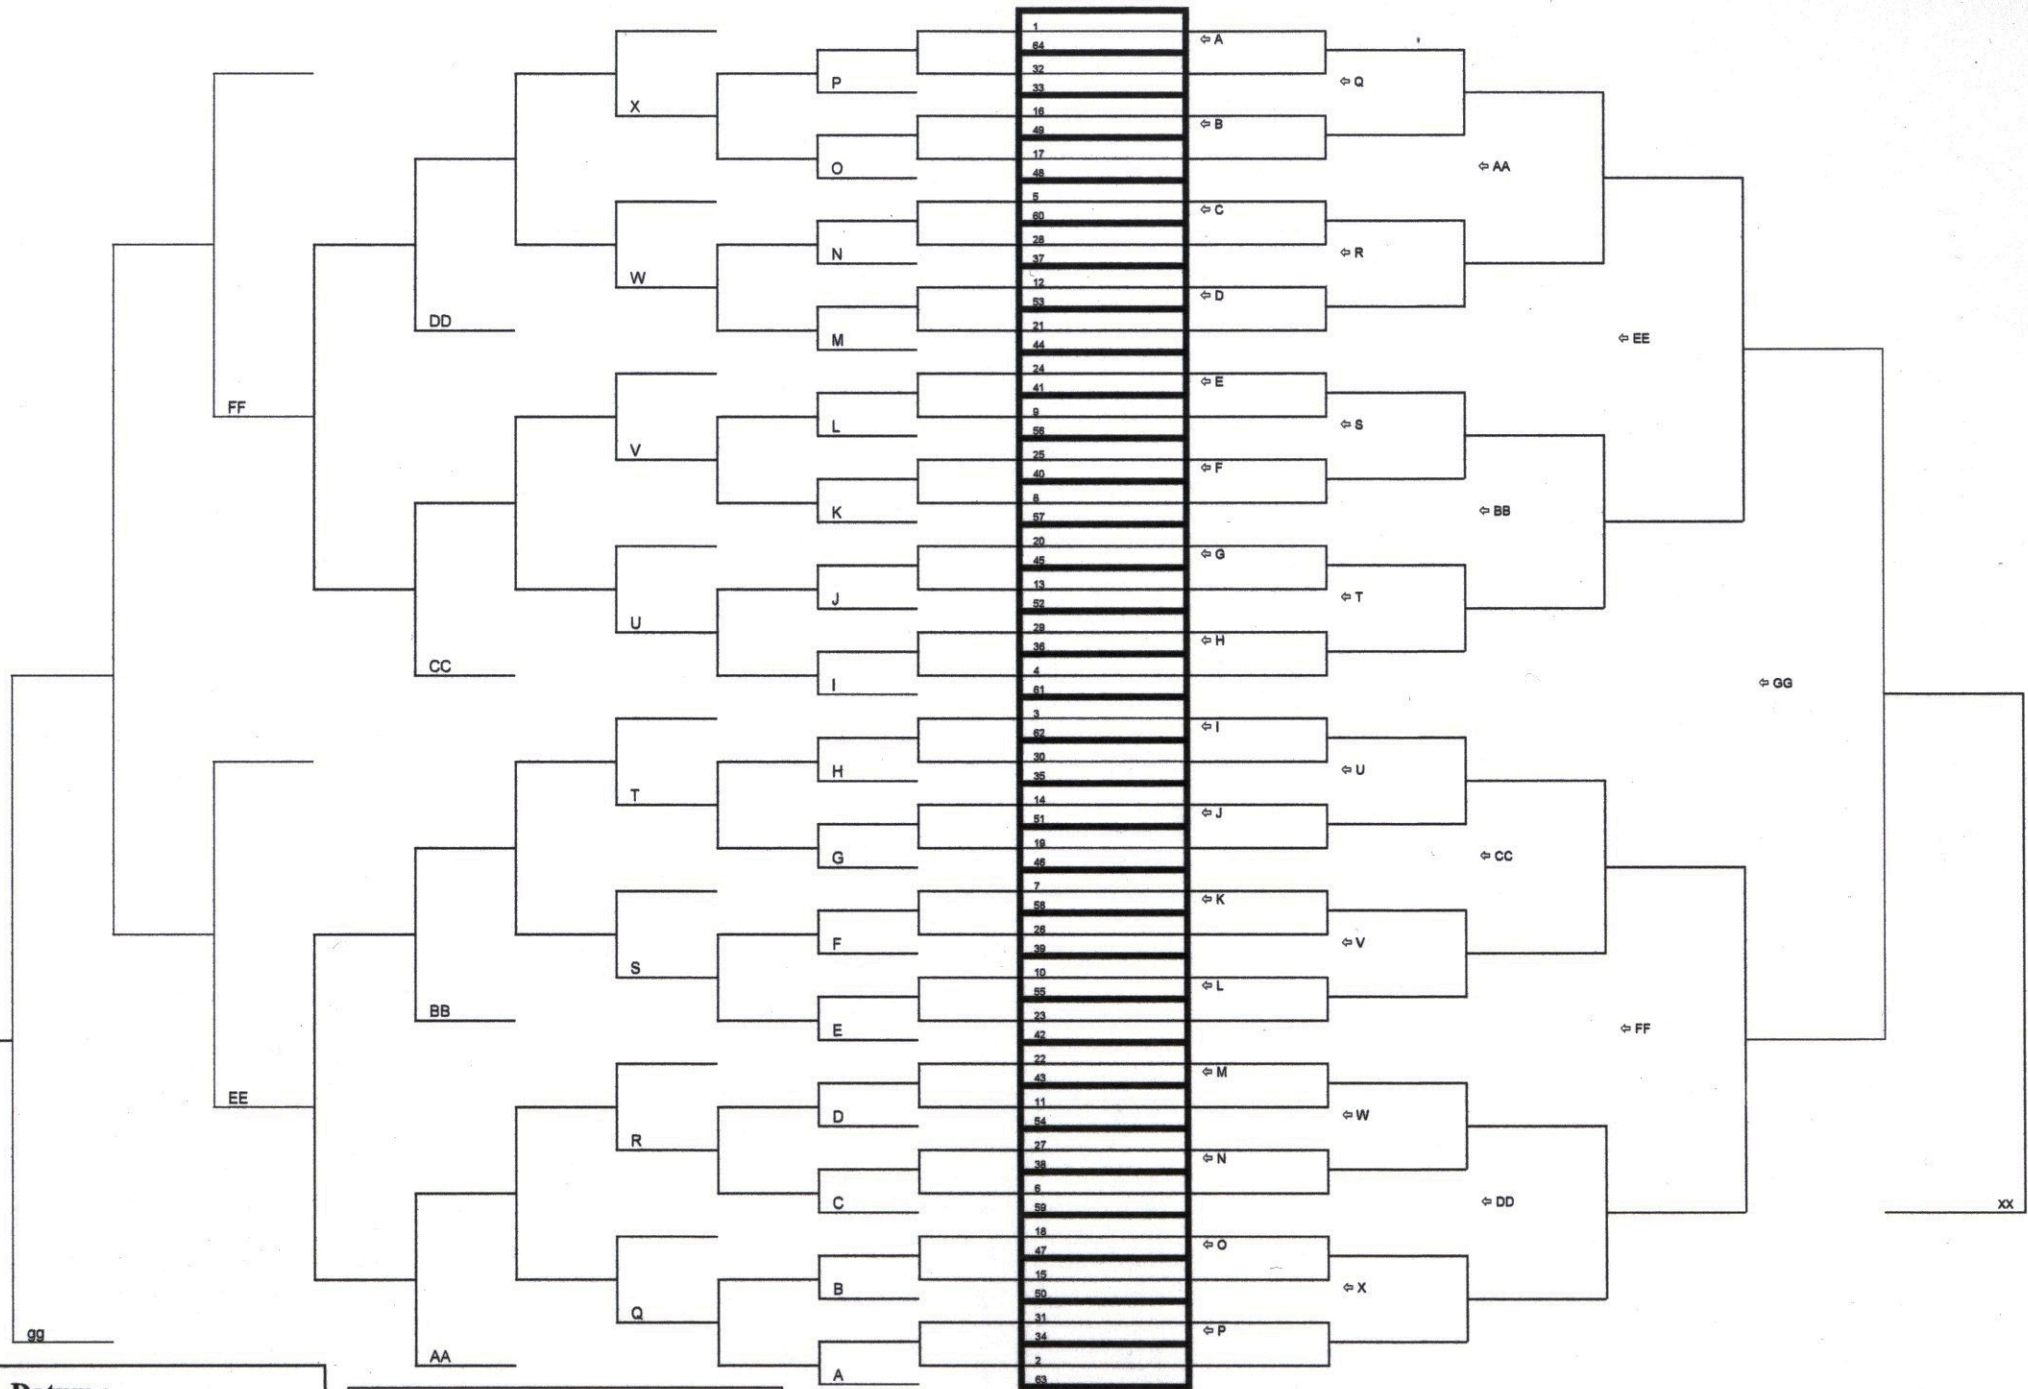 1
⇦ A
64
32
P
⇦ Q
33
X
16
49
⇦ B
17
O
⇦ AA
48
5
60
⇦ C
28
N
⇦ R
37
W
12
53
⇦ D
DD
21
M
⇦ EE
44
24
41
⇦ E
FF
9
L
⇦ S
56
V
25
40
⇦ F
8
K
⇦ BB
57
20
45
⇦ G
13
J
⇦ T
52
U
29
36
⇦ H
CC
4
I
⇦ GG
61
3
62
⇦ I
30
H
⇦ U
35
T
14
51
⇦ J
19
G
⇦ CC
46
7
58
⇦ K
26
F
⇦ V
39
S
10
55
⇦ L
BB
23
E
⇦ FF
42
22
43
⇦ M
EE
11
D
⇦ W
54
R
27
38
⇦ N
6
C
⇦ DD
59
xx
18
47
⇦ O
15
B
⇦ X
50
Q
31
34
⇦ P
gg
AA
2
A
63